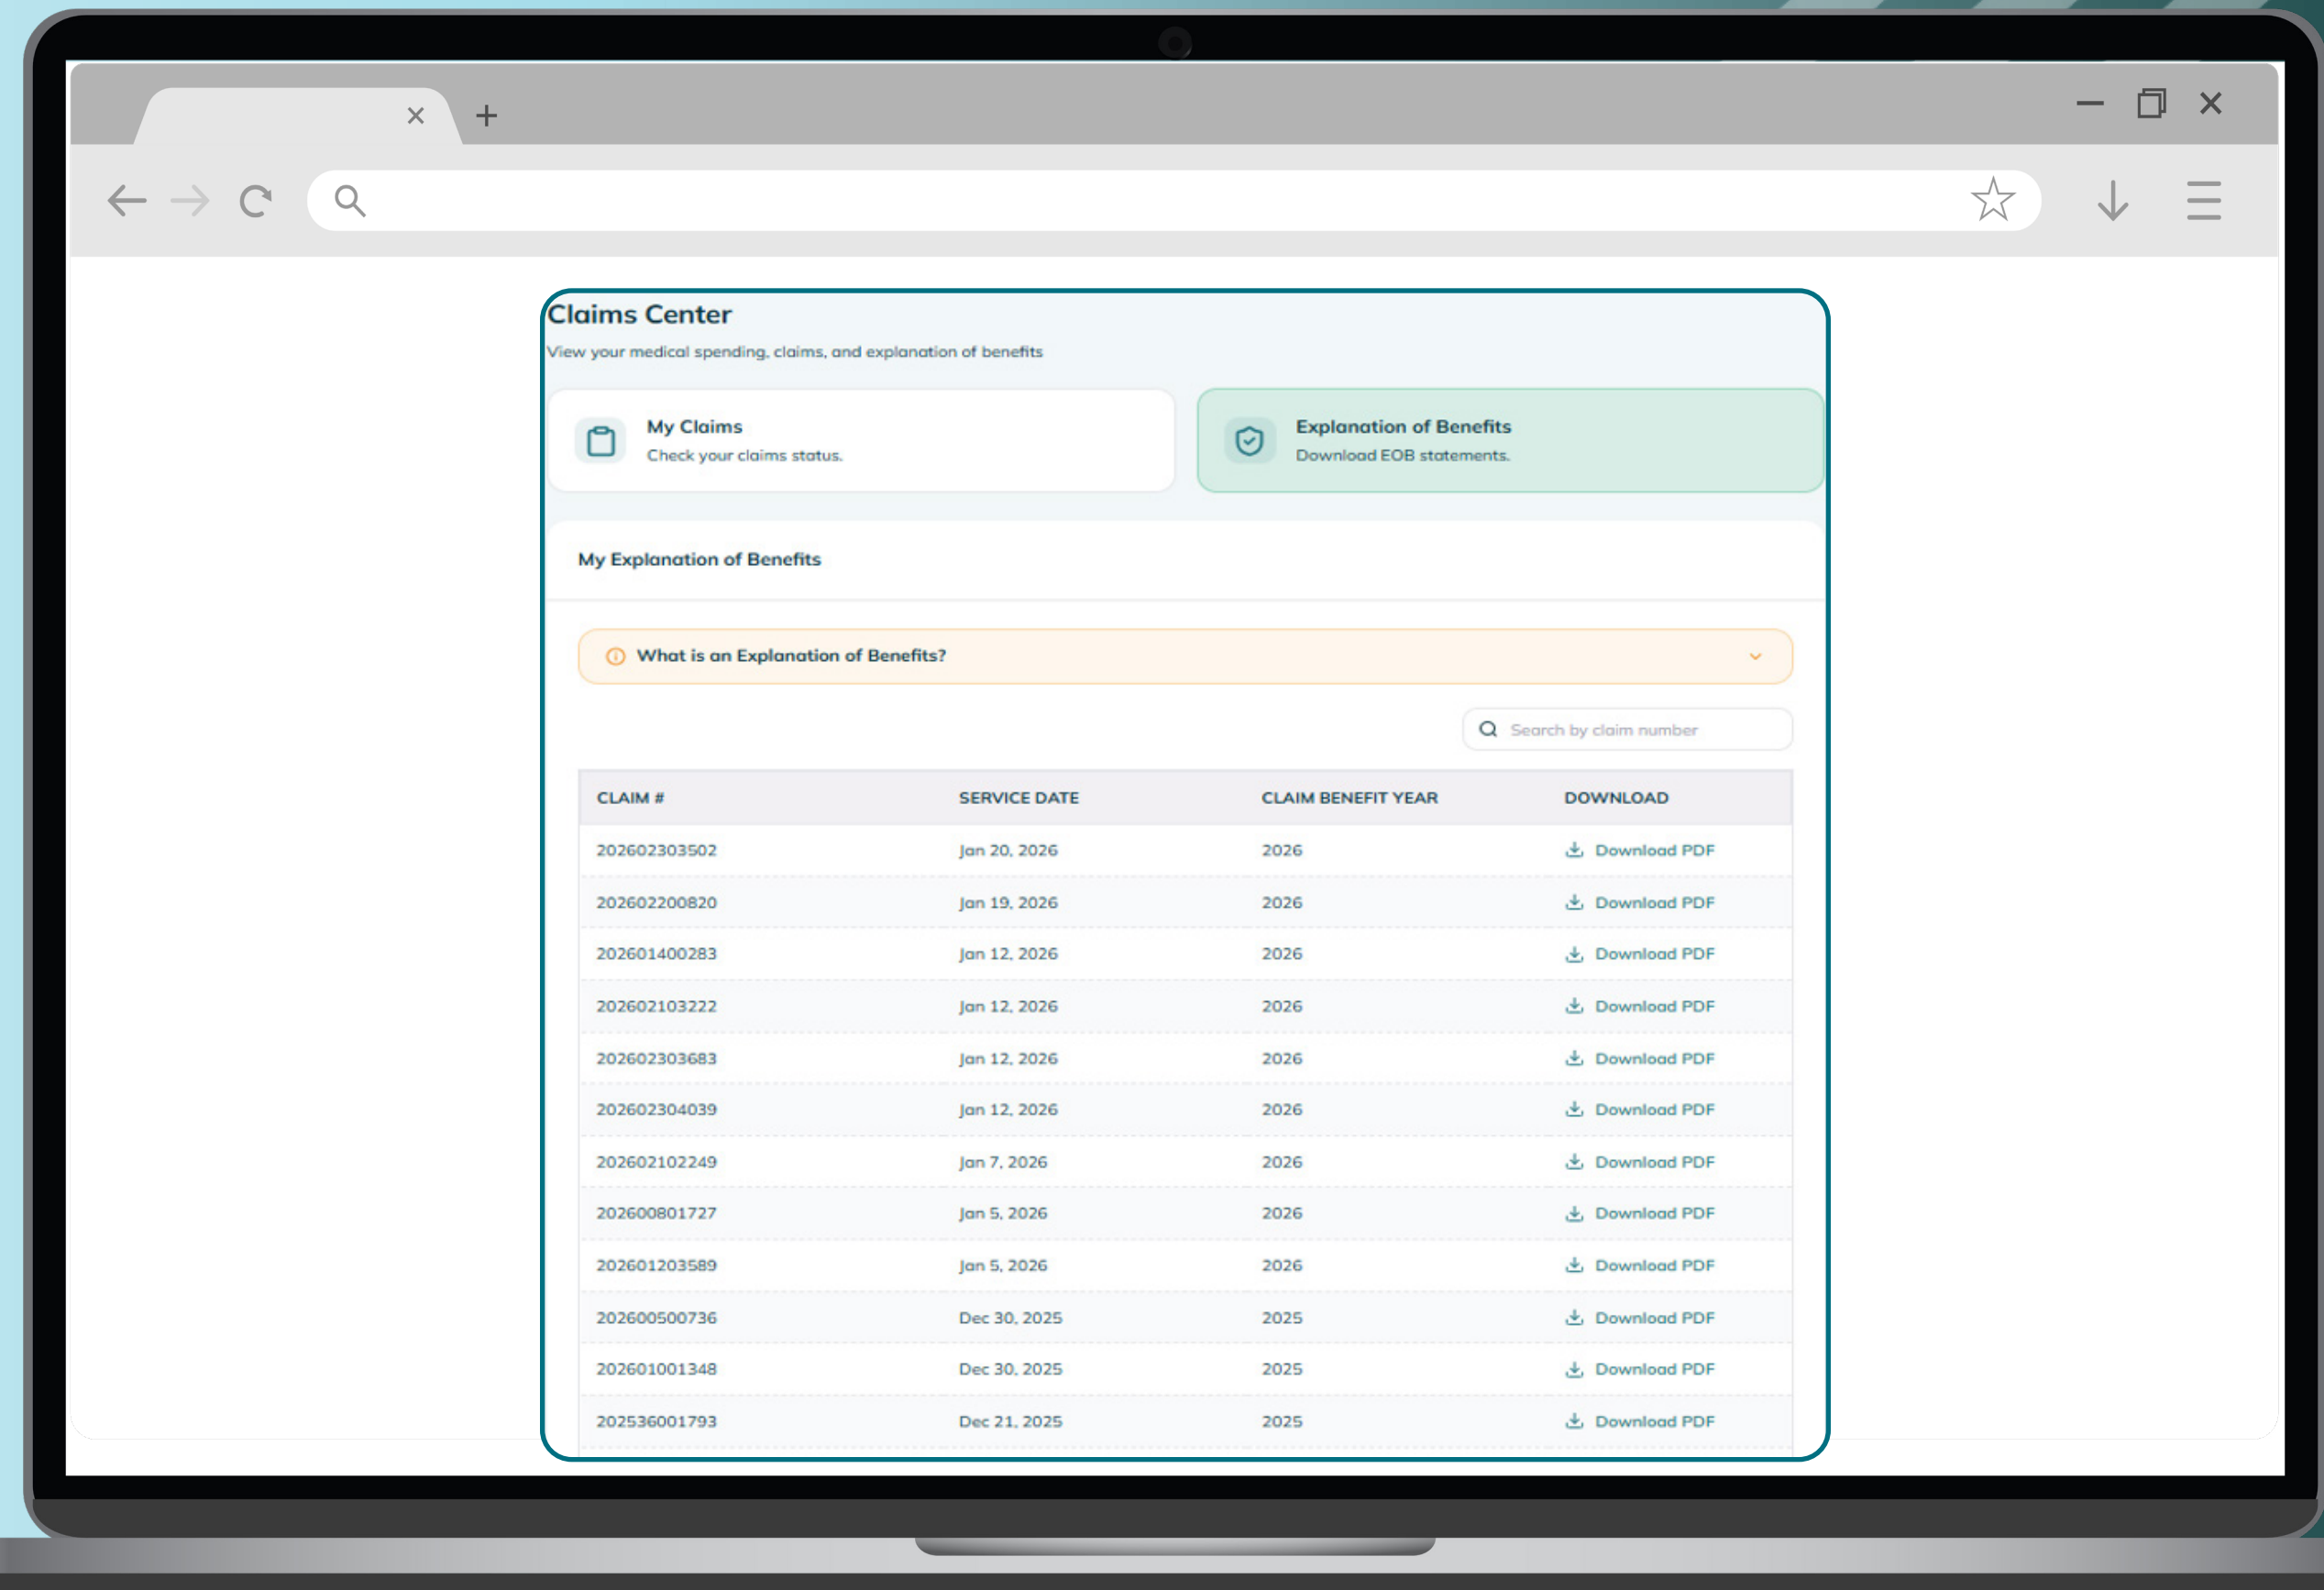 Claims Center
View your medical spending, claims, and explanation of benefits
My Claims
Check your claims status.
Explanation of Benefits
Download EOB statements.
My Explanation of Benefits
What is an Explanation of Benefits?
Search by claim number
CLAIM # SERVICE DATE CLAIM BENEFIT YEAR DOWNLOAD
202602303502 Jan 20, 2026 2026 Download PDF
202602200820 Jan 19, 2026 2026 Download PDF
202601400283 Jan 12, 2026 2026 Download PDF
202602103222 Jan 12, 2026 2026 Download PDF
202602303683 Jan 12, 2026 2026 Download PDF
202602304039 Jan 12, 2026 2026 Download PDF
202602102249 Jan 7, 2026 2026 Download PDF
202600801727 Jan 5, 2026 2026 Download PDF
202601203589 Jan 5, 2026 2026 Download PDF
202600500736 Dec 30, 2025 2025 Download PDF
202601001348 Dec 30, 2025 2025 Download PDF
202536001793 Dec 21, 2025 2025 Download PDF